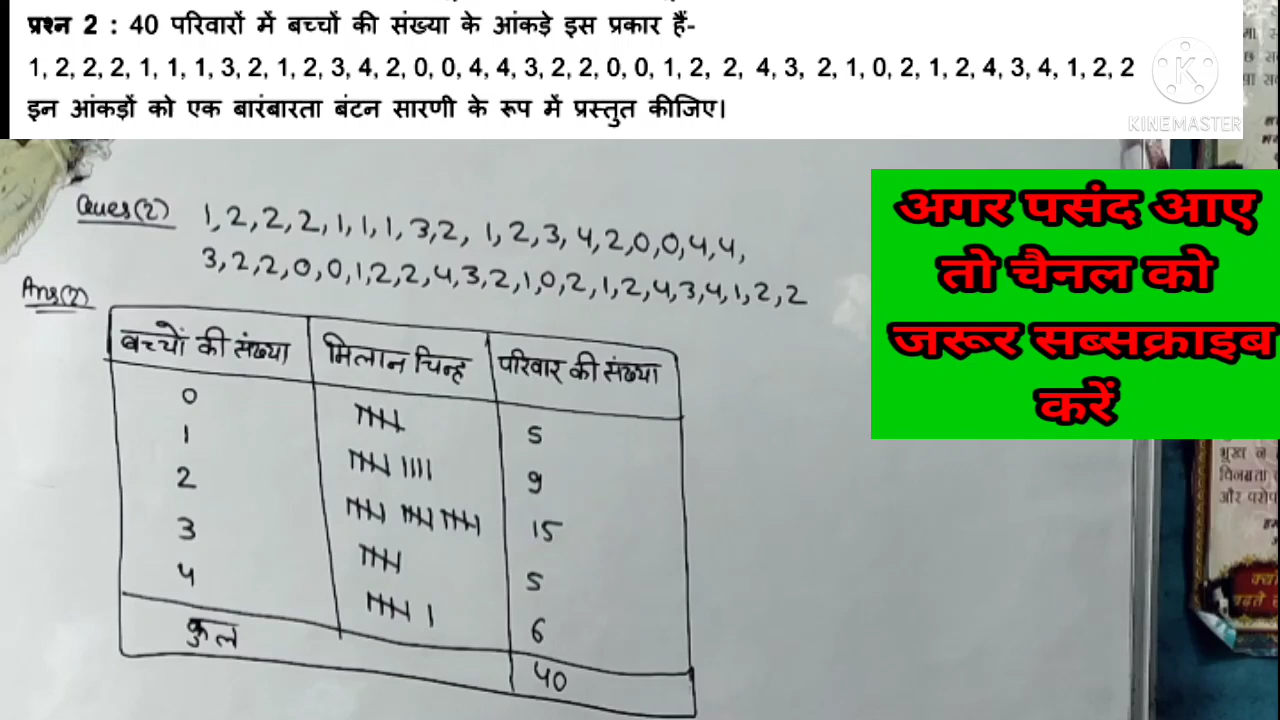 प्रश्न 2 : 40 परिवारों में बच्चों की संख्या के आंकड़े इस प्रकार हैं-
1, 2, 2, 2, 1, 1, 1, 3, 2, 1, 2, 3, 4, 2, 0, 0, 4, 4, 3, 2, 2, 0, 0, 1, 2, 2, 4, 3, 2, 1, 0, 2, 1, 2, 4, 3, 4, 1, 2, 2
इन आंकड़ों को एक बारंबारता बंटन सारणी के रूप में प्रस्तुत कीजिए।
KINEMASTER
अगर पसंद आए
तो चैनल को
जरूर सब्सक्राइब
करें
Ques(2) 1, 2, 2, 2, 1, 1, 1, 3, 2, 1, 2, 3, 4, 2, 0, 0, 4, 4,
3, 2, 2, 0, 0, 1, 2, 2, 4, 3, 2, 1, 0, 2, 1, 2, 4, 3, 4, 1, 2, 2
Ans(2)
बच्चों की संख्या मिलान चिन्ह परिवार की संख्या
0 5
1 9
2 15
3 5
4 6
कुल 40
भूख न
विनम्रता
और परोप